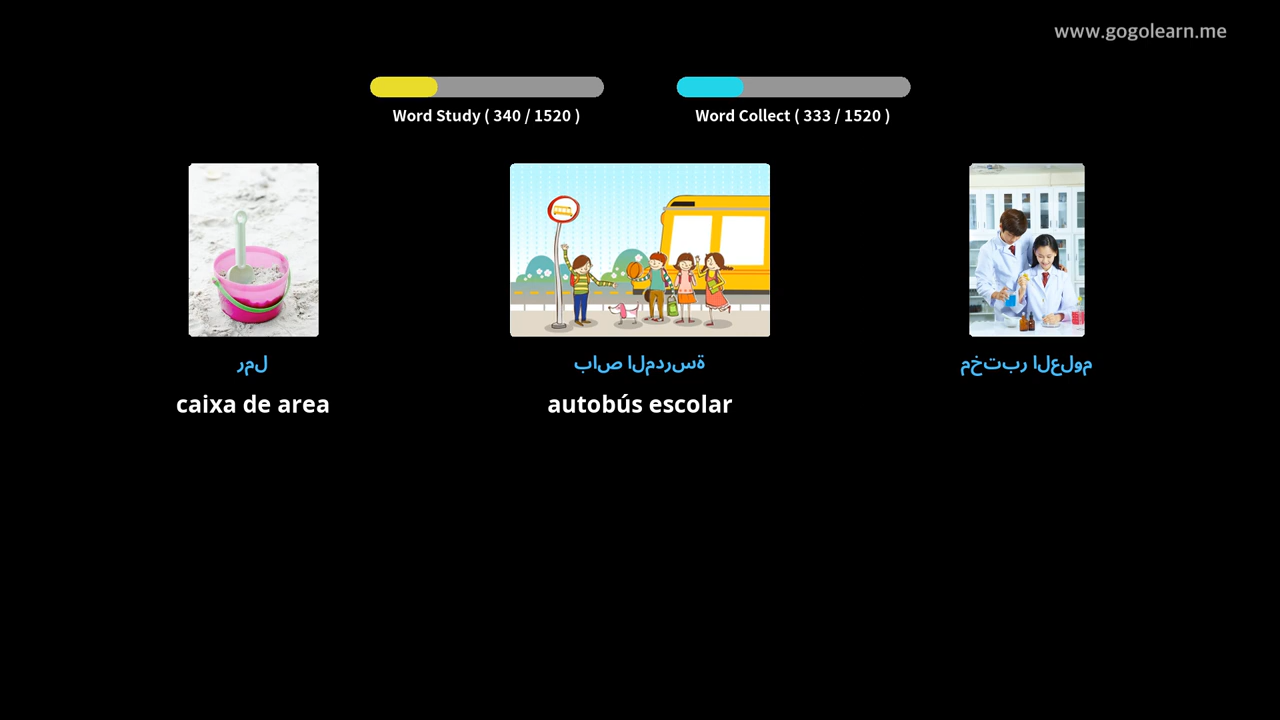 www.gogolearn.me
Word Study ( 340 / 1520 )
Word Collect ( 333 / 1520 )
رمل
باص المدرسة
مختبر العلوم
caixa de area
autobús escolar